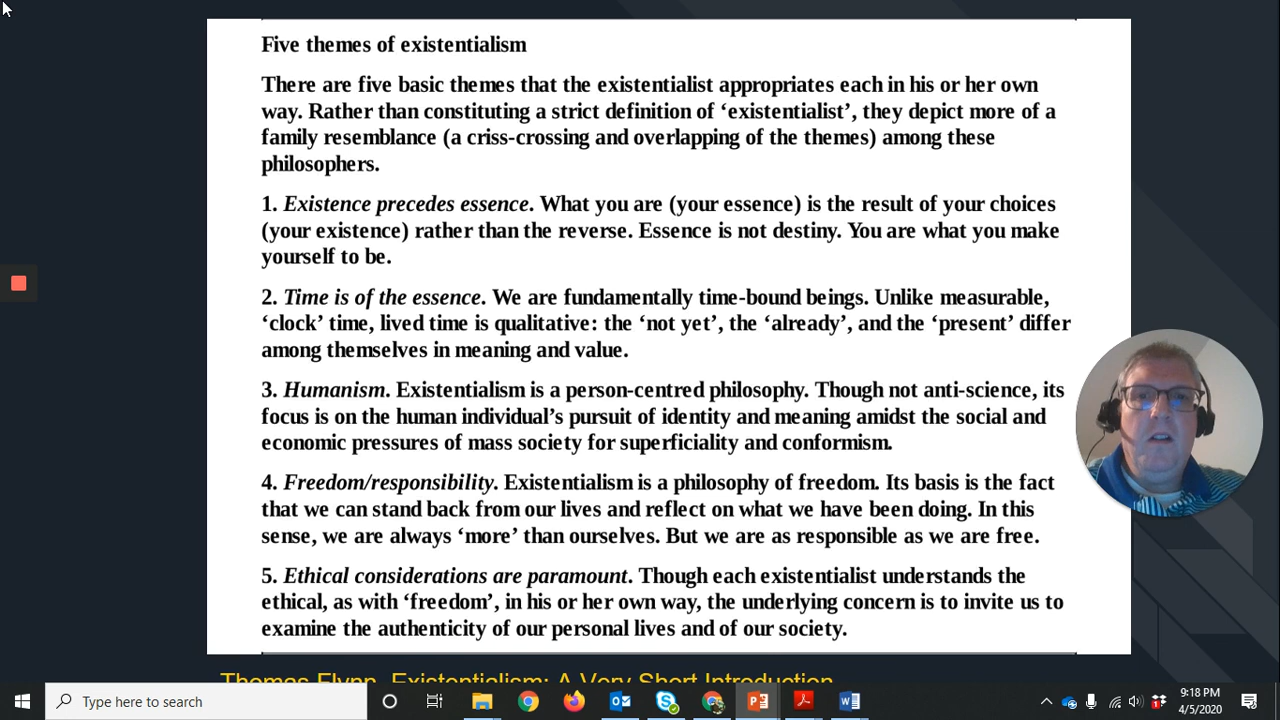 Five themes of existentialism
There are five basic themes that the existentialist appropriates each in his or her own
way. Rather than constituting a strict definition of ‘existentialist’, they depict more of a
family resemblance (a criss-crossing and overlapping of the themes) among these
philosophers.
1. Existence precedes essence. What you are (your essence) is the result of your choices
(your existence) rather than the reverse. Essence is not destiny. You are what you make
yourself to be.
2. Time is of the essence. We are fundamentally time-bound beings. Unlike measurable,
‘clock’ time, lived time is qualitative: the ‘not yet’, the ‘already’, and the ‘present’ differ
among themselves in meaning and value.
3. Humanism. Existentialism is a person-centred philosophy. Though not anti-science, its
focus is on the human individual’s pursuit of identity and meaning amidst the social and
economic pressures of mass society for superficiality and conformism.
4. Freedom/responsibility. Existentialism is a philosophy of freedom. Its basis is the fact
that we can stand back from our lives and reflect on what we have been doing. In this
sense, we are always ‘more’ than ourselves. But we are as responsible as we are free.
5. Ethical considerations are paramount. Though each existentialist understands the
ethical, as with ‘freedom’, in his or her own way, the underlying concern is to invite us to
examine the authenticity of our personal lives and of our society.
Thomas Flynn, Existentialism: A Very Short Introduction
Type here to search
9:18 PM
4/5/2020